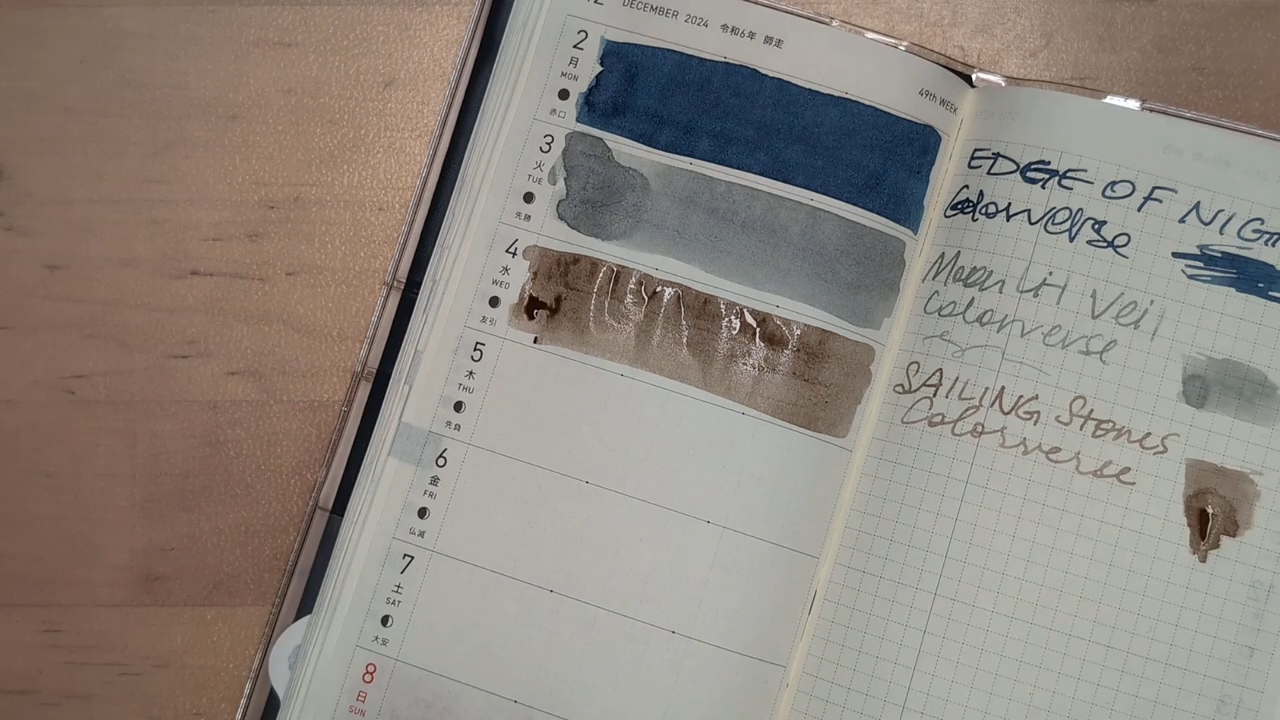 DECEMBER 2024 令和6年 師走
49th WEEK
2
月
MON
赤口
3
火
TUE
先勝
4
水
WED
友引
5
木
THU
先負
6
金
FRI
仏滅
7
土
SAT
大安
8
日
SUN
EDGE OF NIG
Colorverse
Moon Lit Veil
Colorverse
SAILING Stones
Colorverse